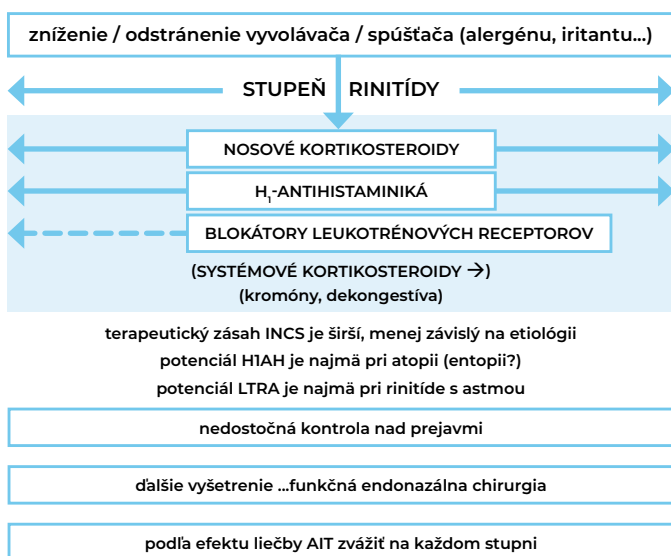 zníženie / odstránenie vyvolávača / spúšťača (alergénu, iritantu...)
STUPEŇ RINITÍDY
NOSOVÉ KORTIKOSTEROIDY
H₁-ANTIHISTAMINIKÁ
BLOKÁTORY LEUKOTRÉNOVÝCH RECEPTOROV
(SYSTÉMOVÉ KORTIKOSTEROIDY →)
(kromóny, dekongestíva)
terapeutický zásah INCS je širší, menej závislý na etiológii
potenciál H1AH je najmä pri atopii (entopii?)
potenciál LTRA je najmä pri rinitíde s astmou
nedostočná kontrola nad prejavmi
ďalšie vyšetrenie ...funkčná endonazálna chirurgia
podľa efektu liečby AIT zvážiť na každom stupni